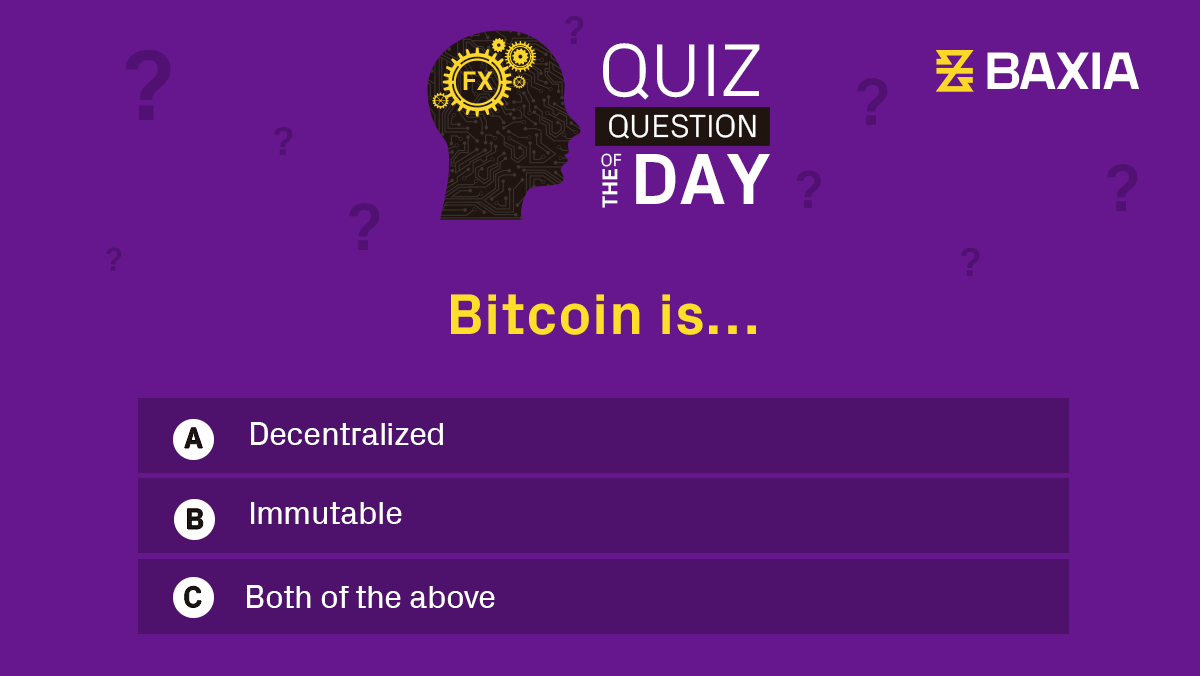 FX
QUIZ
QUESTION
OF THE
DAY
BAXIA
Bitcoin is...
A Decentralized
B Immutable
C Both of the above